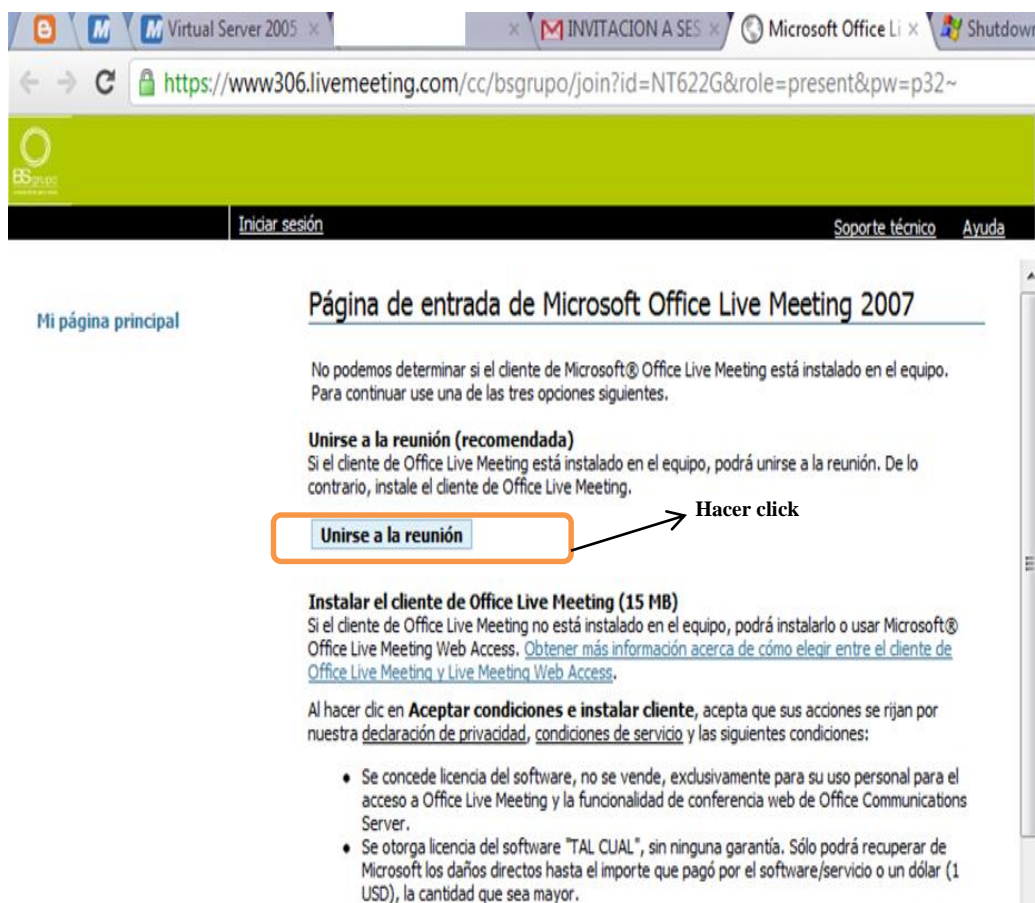 Virtual Server 2005
INVITACION A SES
Microsoft Office Li
Shutdown
https://www306.livemeeting.com/cc/bsgrupo/join?id=NT622G&role=present&pw=p32~
BSgrupo
Iniciar sesión
Soporte técnico
Ayuda
Mi página principal
Página de entrada de Microsoft Office Live Meeting 2007
No podemos determinar si el cliente de Microsoft® Office Live Meeting está instalado en el equipo.
Para continuar use una de las tres opciones siguientes.
Unirse a la reunión (recomendada)
Si el cliente de Office Live Meeting está instalado en el equipo, podrá unirse a la reunión. De lo
contrario, instale el cliente de Office Live Meeting.
Hacer click
Unirse a la reunión
Instalar el cliente de Office Live Meeting (15 MB)
Si el cliente de Office Live Meeting no está instalado en el equipo, podrá instalarlo o usar Microsoft®
Office Live Meeting Web Access. Obtener más información acerca de cómo elegir entre el cliente de
Office Live Meeting y Live Meeting Web Access.
Al hacer clic en Aceptar condiciones e instalar cliente, acepta que sus acciones se rijan por
nuestra declaración de privacidad, condiciones de servicio y las siguientes condiciones:
• Se concede licencia del software, no se vende, exclusivamente para su uso personal para el
acceso a Office Live Meeting y la funcionalidad de conferencia web de Office Communications
Server.
• Se otorga licencia del software "TAL CUAL", sin ninguna garantía. Sólo podrá recuperar de
Microsoft los daños directos hasta el importe que pagó por el software/servicio o un dólar (1
USD), la cantidad que sea mayor.